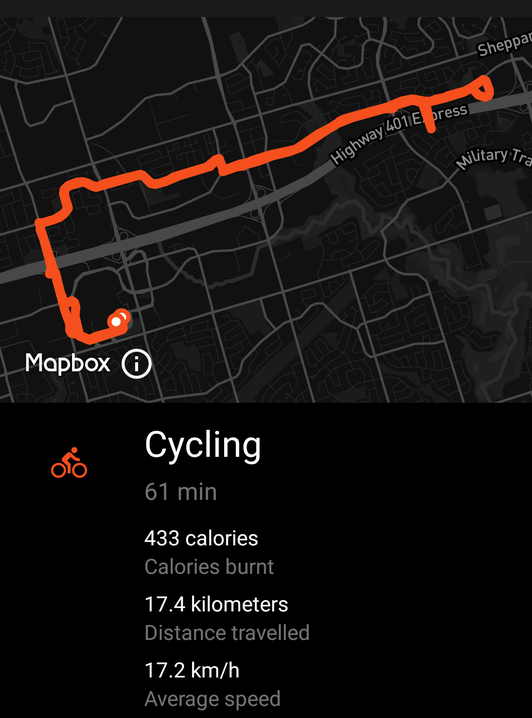 Sheppar
Highway 401 Express
Military Tra
Mapbox
Cycling
61 min
433 calories
Calories burnt
17.4 kilometers
Distance travelled
17.2 km/h
Average speed